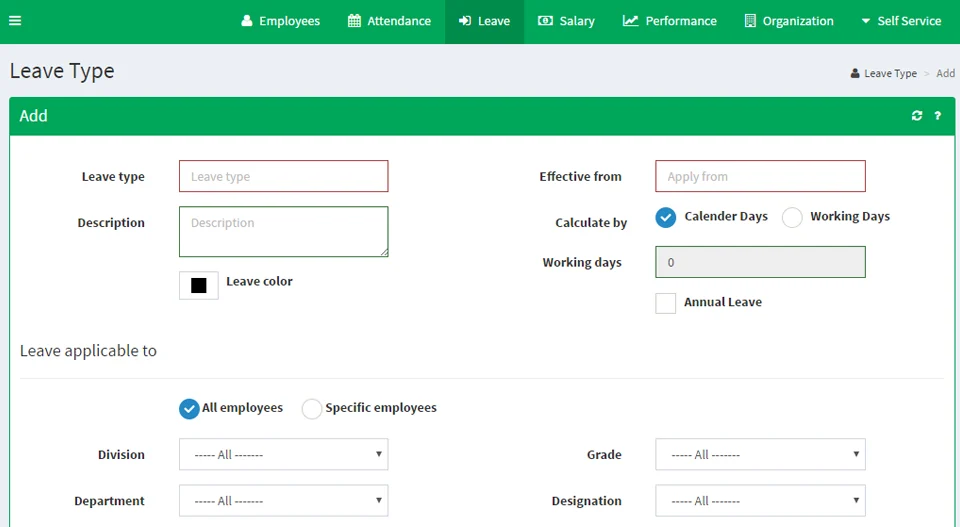 Employees Attendance Leave Salary Performance Organization Self Service
Leave Type
Leave Type > Add
Add ?
Leave type Leave type Effective from Apply from
Description Description Calculate by Calender Days Working Days
Working days 0
Leave color
Annual Leave
Leave applicable to
All employees Specific employees
Division ----- All ------- Grade ----- All -------
Department ----- All ------- Designation ----- All -------